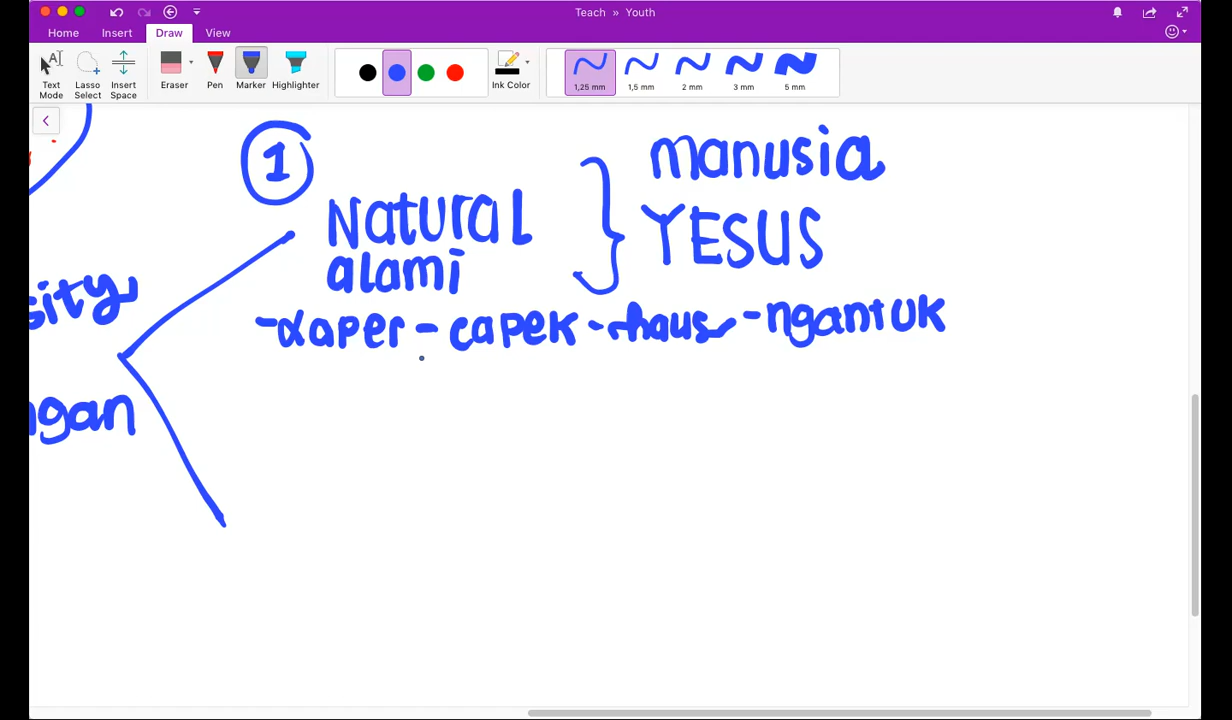 Teach » Youth
Home Insert Draw View
Text Mode
Lasso Select
Insert Space
Eraser
Pen
Marker
Highlighter
Ink Color
1,25 mm
1,5 mm
2 mm
3 mm
5 mm
1
Natural
alami
manusia
YESUS
-Laper - capek - haus - ngantuk
sity
ngan